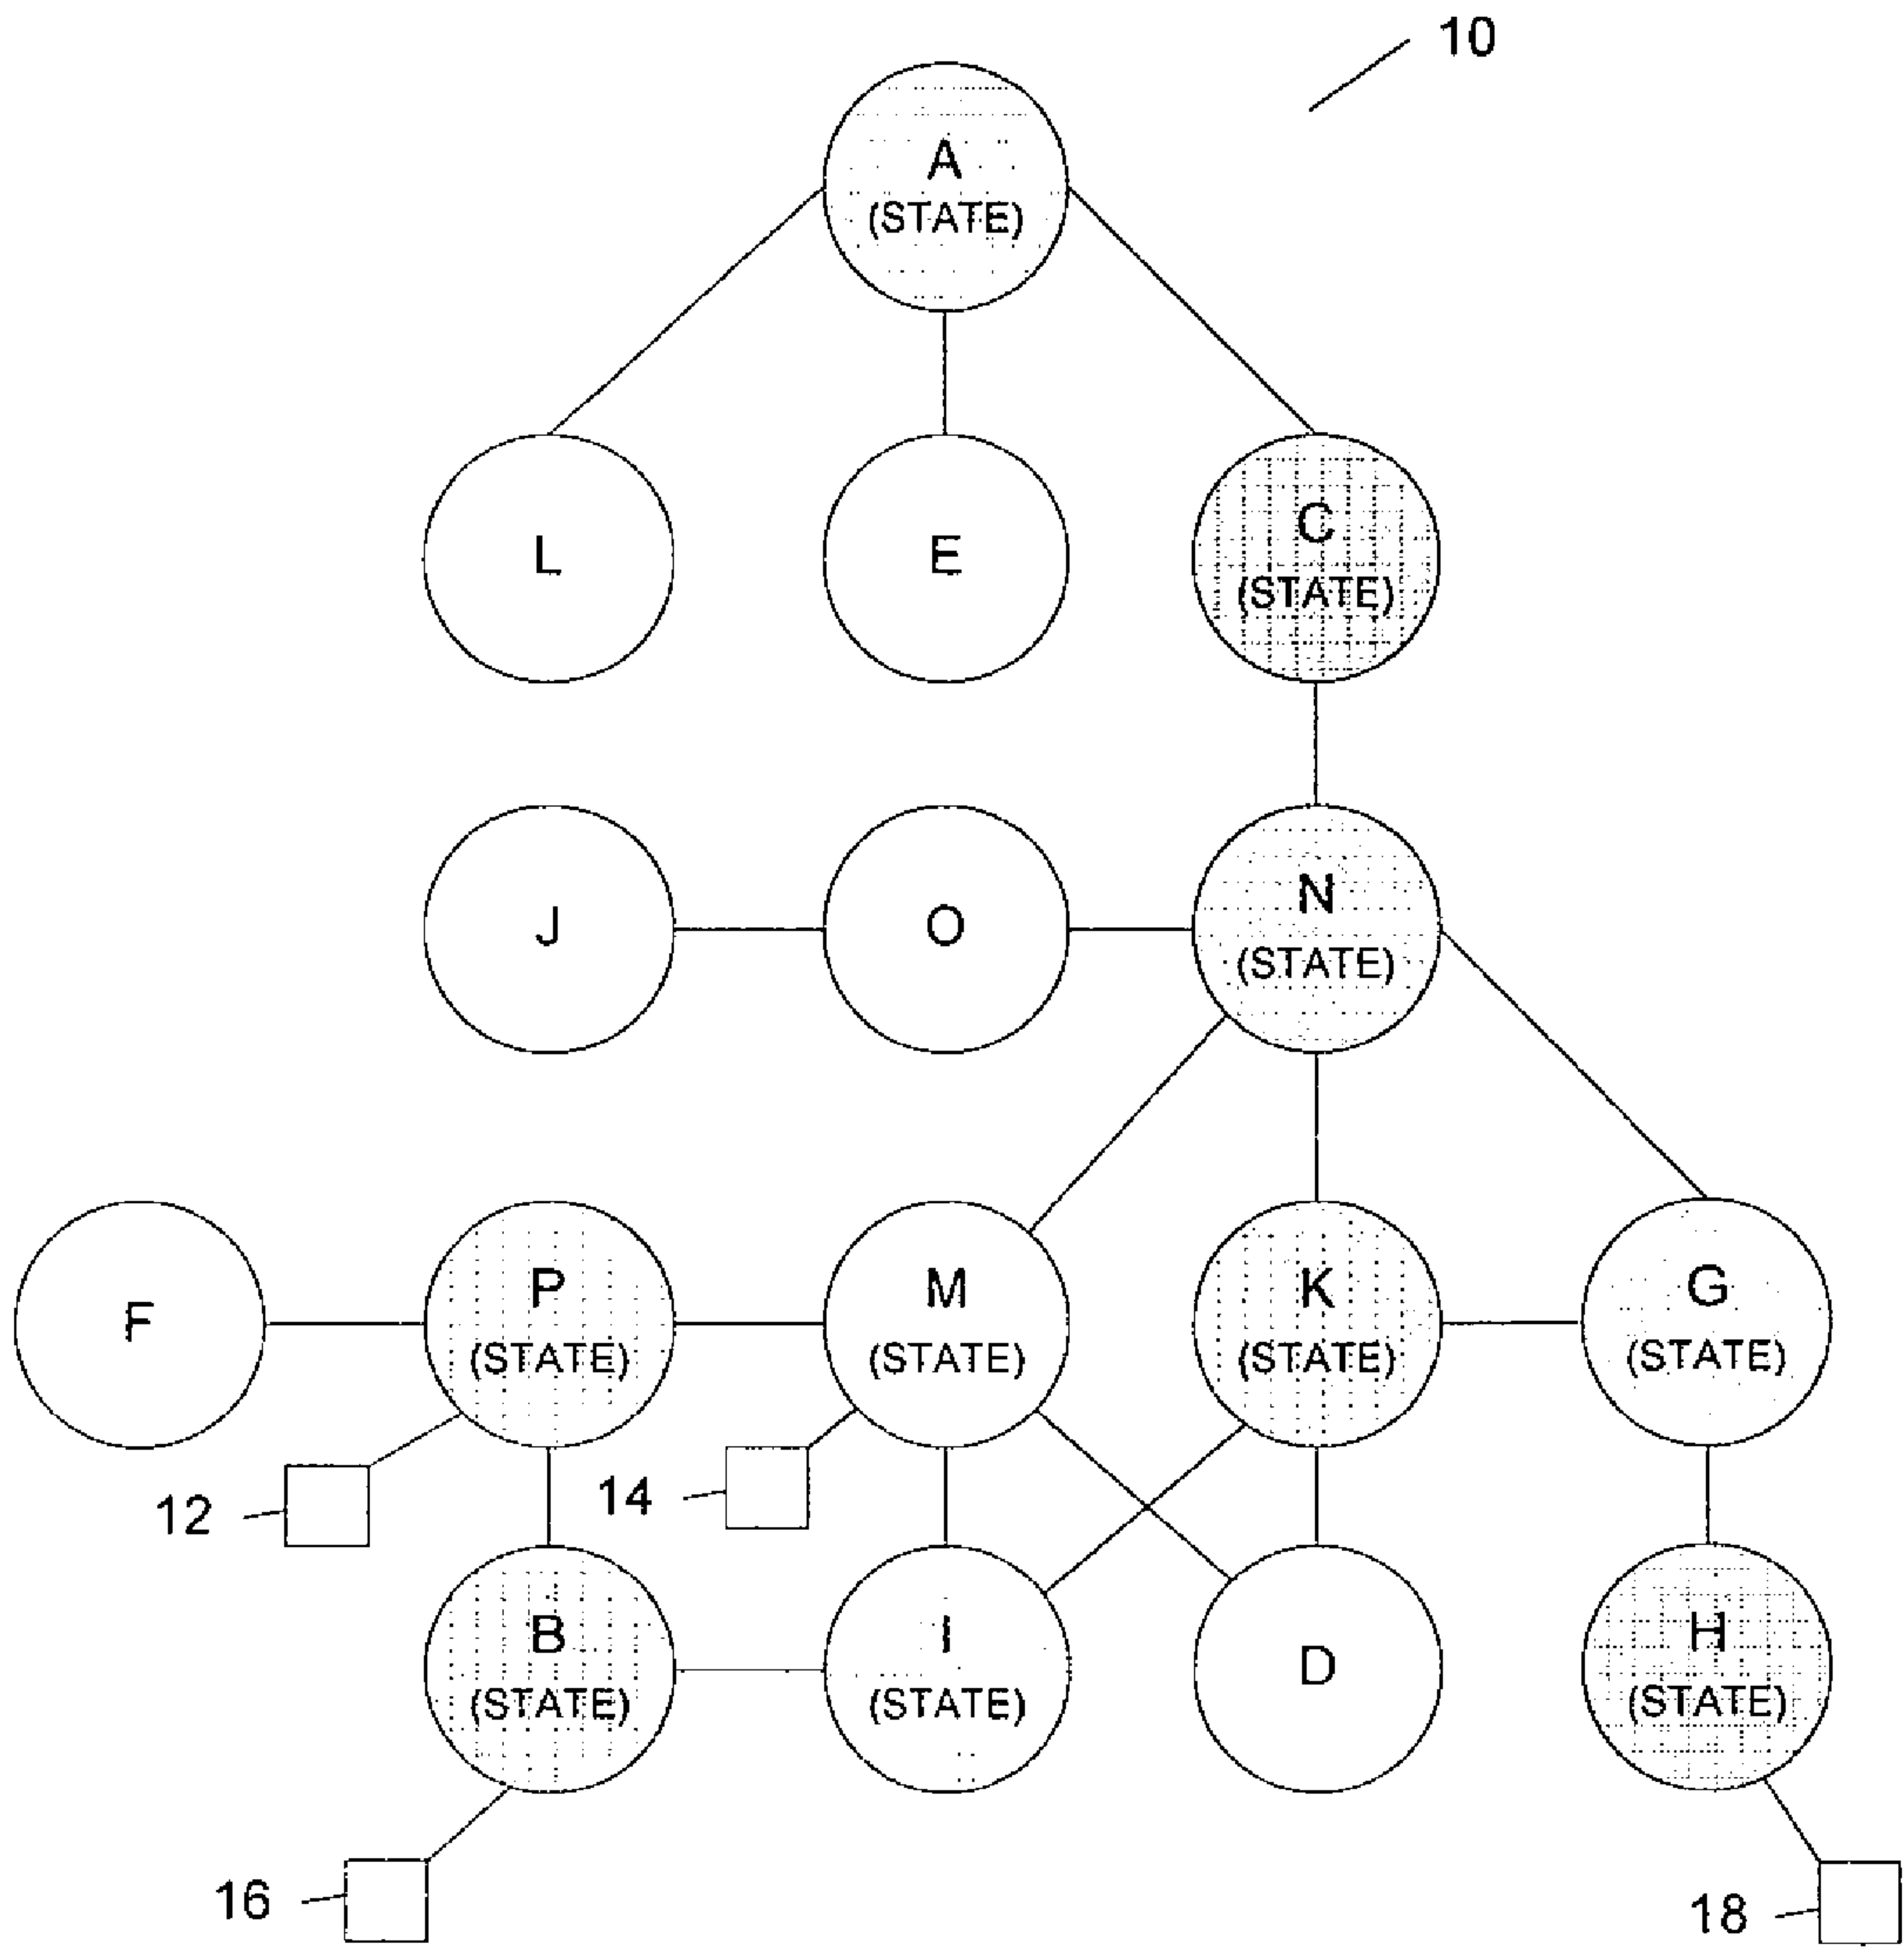 10
A
(STATE)
L
E
C
(STATE)
J
O
N
(STATE)
F
P
(STATE)
M
(STATE)
K
(STATE)
G
(STATE)
12
14
B
(STATE)
I
(STATE)
D
H
(STATE)
16
18